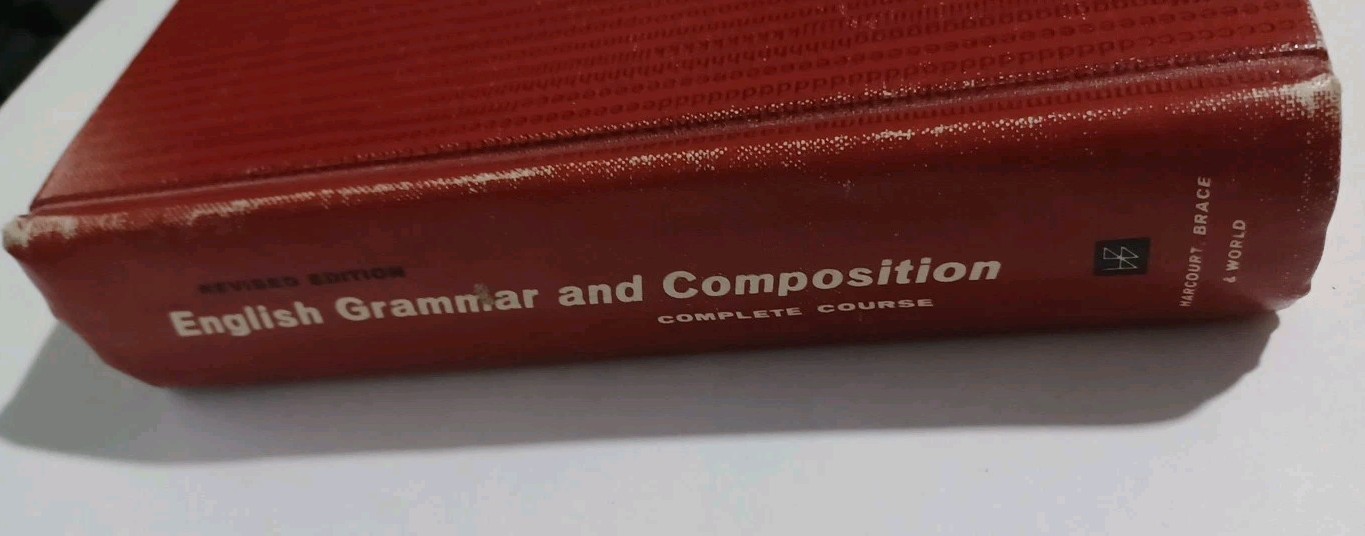 REVISED EDITION
English Grammar and Composition
COMPLETE COURSE
HARCOURT, BRACE
& WORLD